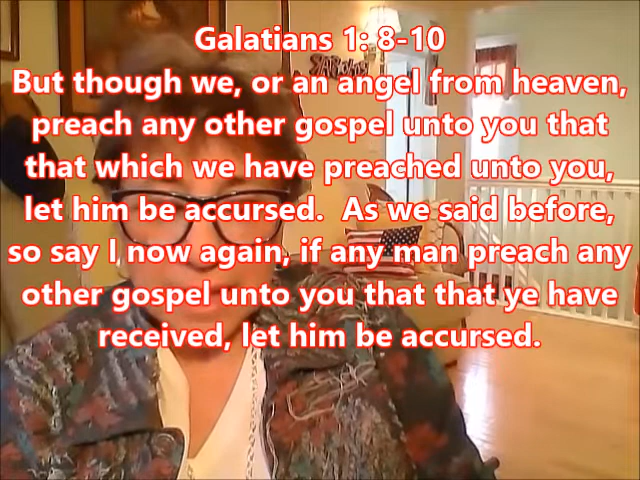 Galatians 1: 8-10
But though we, or an angel from heaven,
preach any other gospel unto you that
that which we have preached unto you,
let him be accursed.  As we said before,
so say I now again, if any man preach any
other gospel unto you that that ye have
received, let him be accursed.